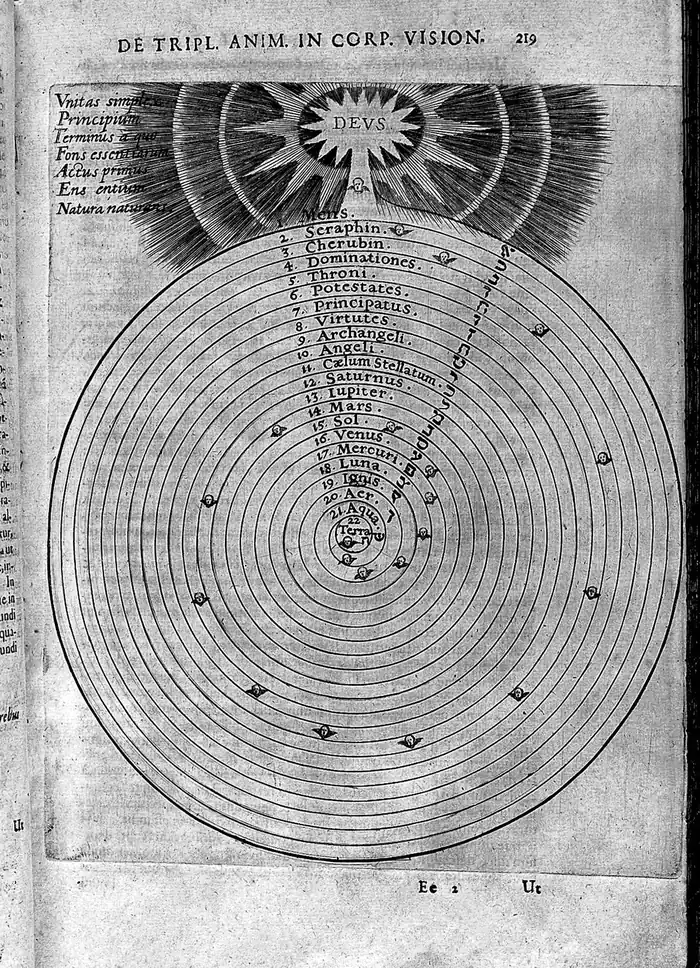 DE TRIPL. ANIM. IN CORP. VISION. 219
Vnitas simplex
Principium
Terminus a quo
Fons essentiarum
Actus primus
Ens entium
Natura naturans
DEVS
1 Mens.
2. Seraphin.
3. Cherubin.
4. Dominationes.
5. Throni.
6. Potestates.
7. Principatus.
8. Virtutes.
9. Archangeli.
10. Angeli.
11. Cælum Stellatum.
12. Saturnus.
13. Iupiter.
14. Mars.
15. Sol.
16. Venus.
17. Mercuri.
18. Luna.
19 Ignis.
20. Aer.
21. Aqua
22
Terra
Ee 2 Ut